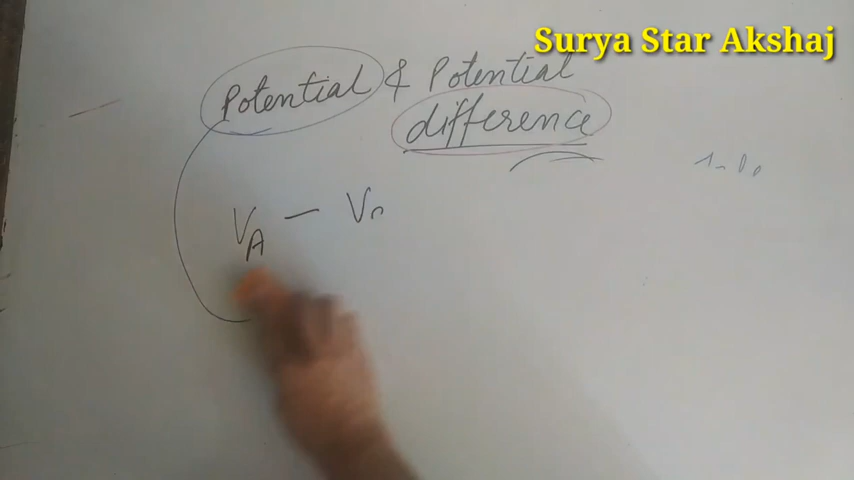 Surya Star Akshaj
Potential & Potential
difference
V_A —